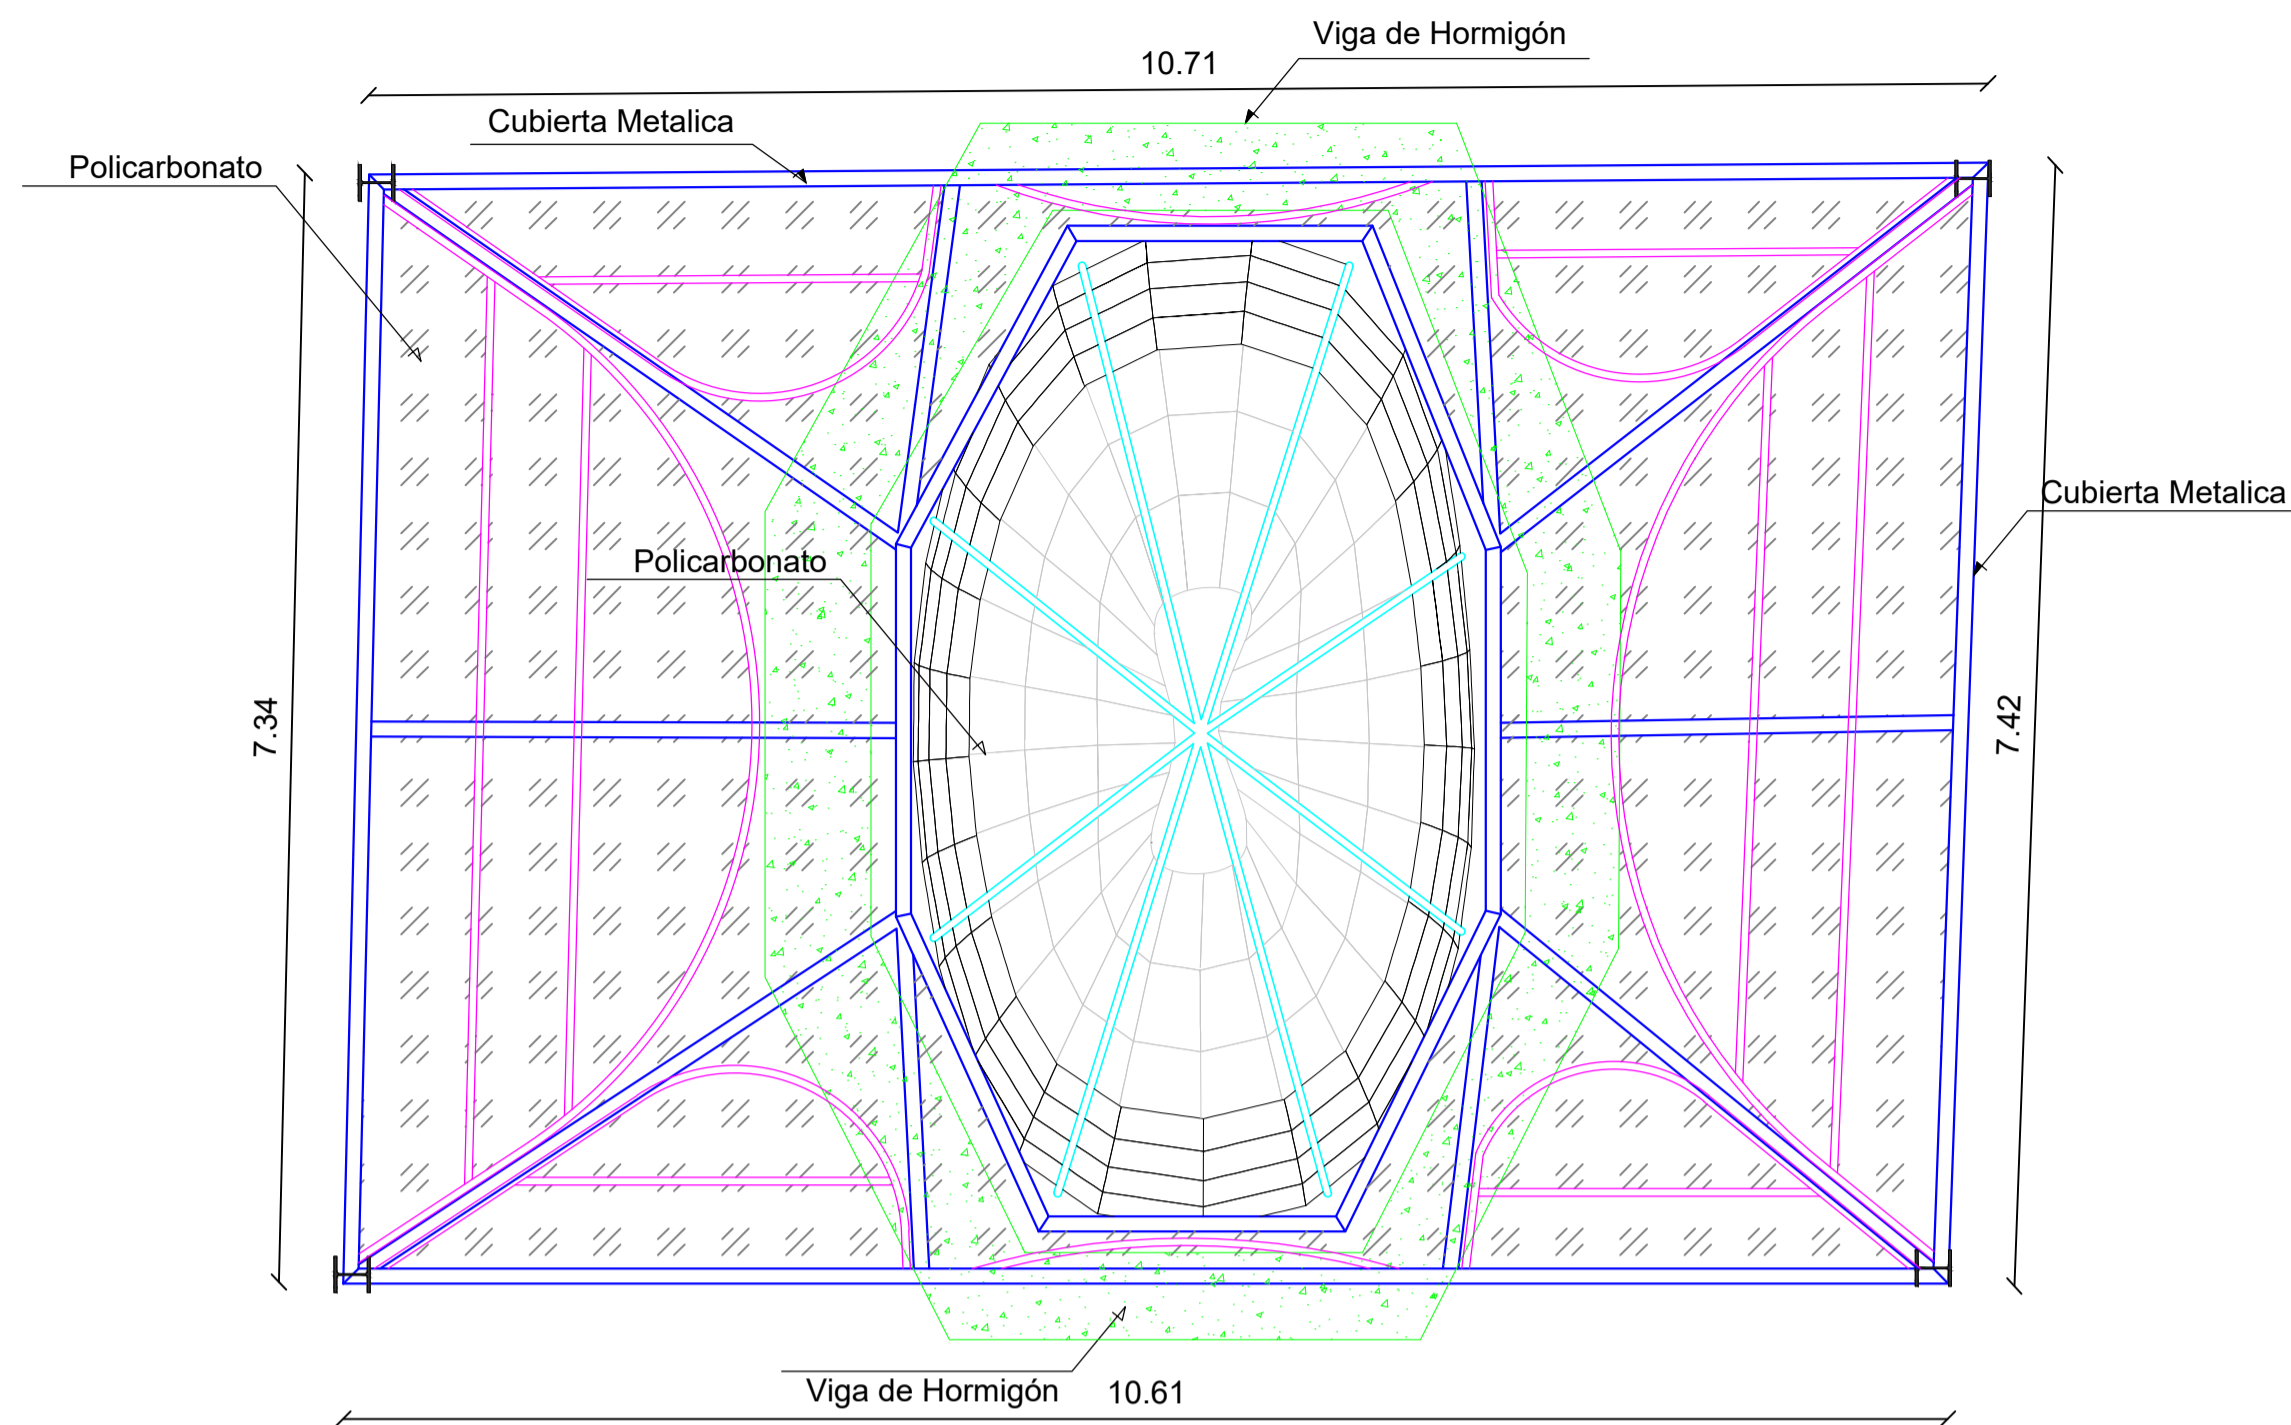 Viga de Hormigón
10.71
Cubierta Metalica
Policarbonato
Cubierta Metalica
Policarbonato
7.34
7.42
Viga de Hormigón
10.61